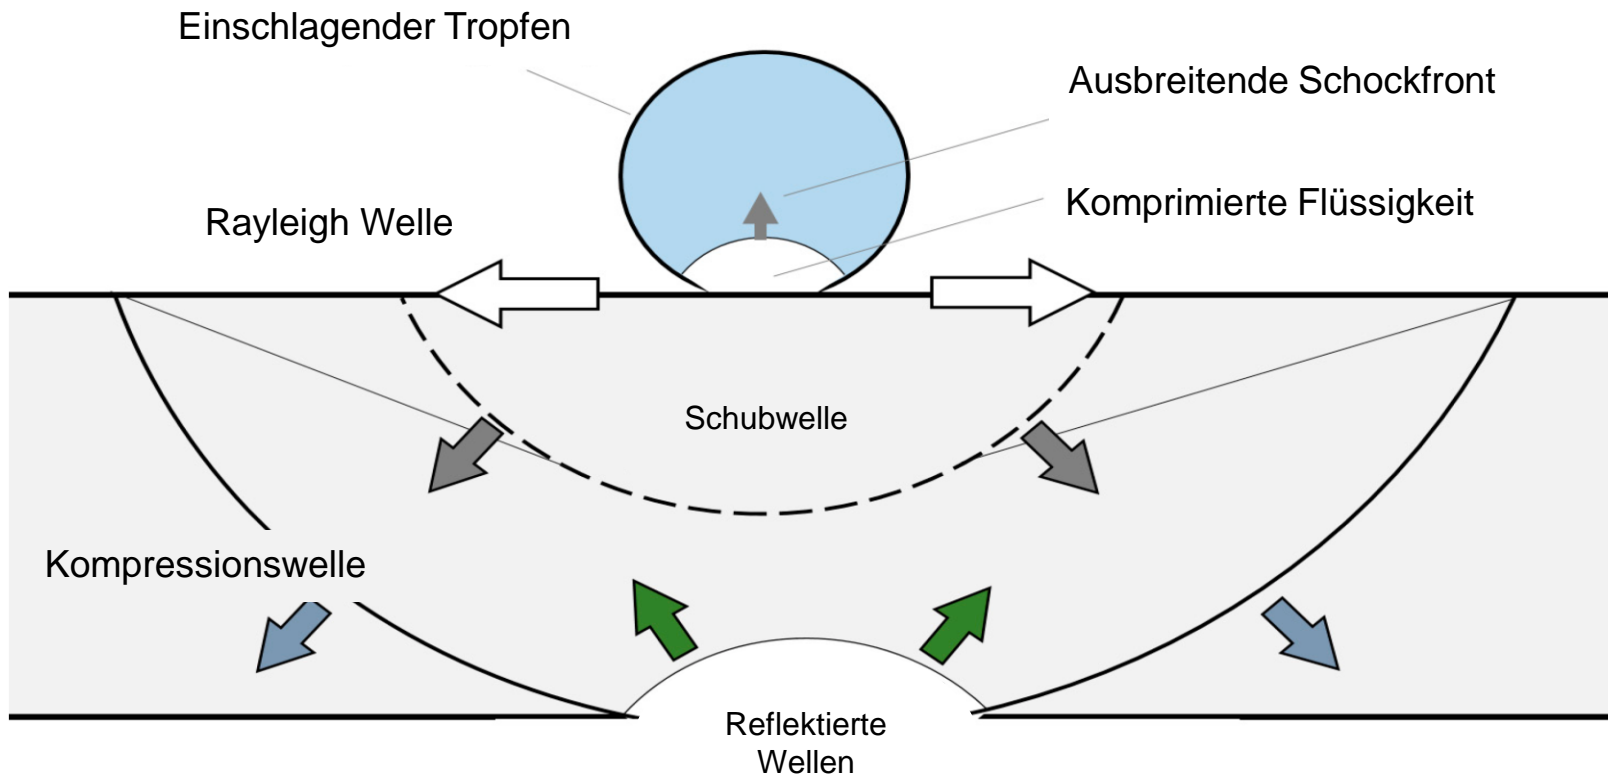 Einschlagender Tropfen
Ausbreitende Schockfront
Komprimierte Flüssigkeit
Rayleigh Welle
Schubwelle
Kompressionswelle
Reflektierte
Wellen